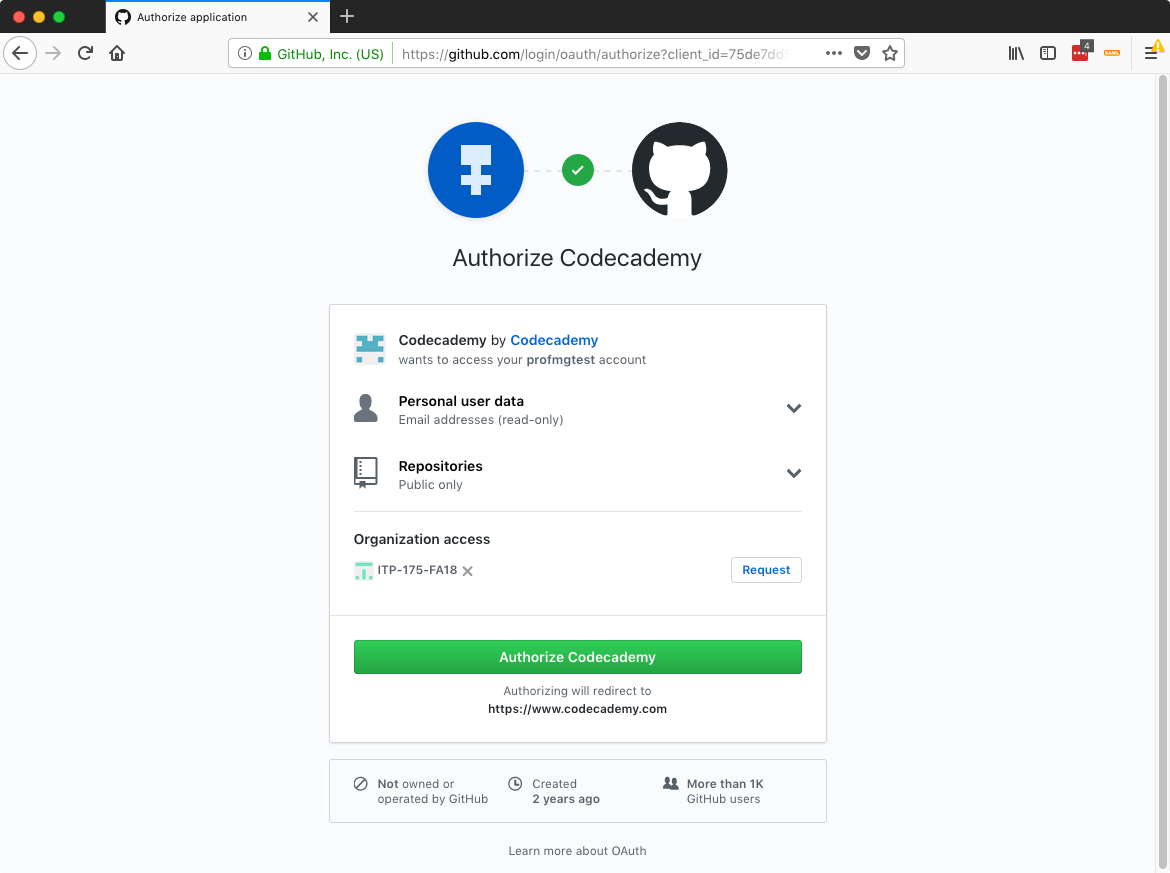 Authorize application
GitHub, Inc. (US)
https://github.com/login/oauth/authorize?client_id=75de7dd5
4
SAML
Authorize Codecademy
Codecademy by Codecademy
wants to access your profmgtest account
Personal user data
Email addresses (read-only)
Repositories
Public only
Organization access
ITP-175-FA18
Request
Authorize Codecademy
Authorizing will redirect to
https://www.codecademy.com
Not owned or
operated by GitHub
Created
2 years ago
More than 1K
GitHub users
Learn more about OAuth